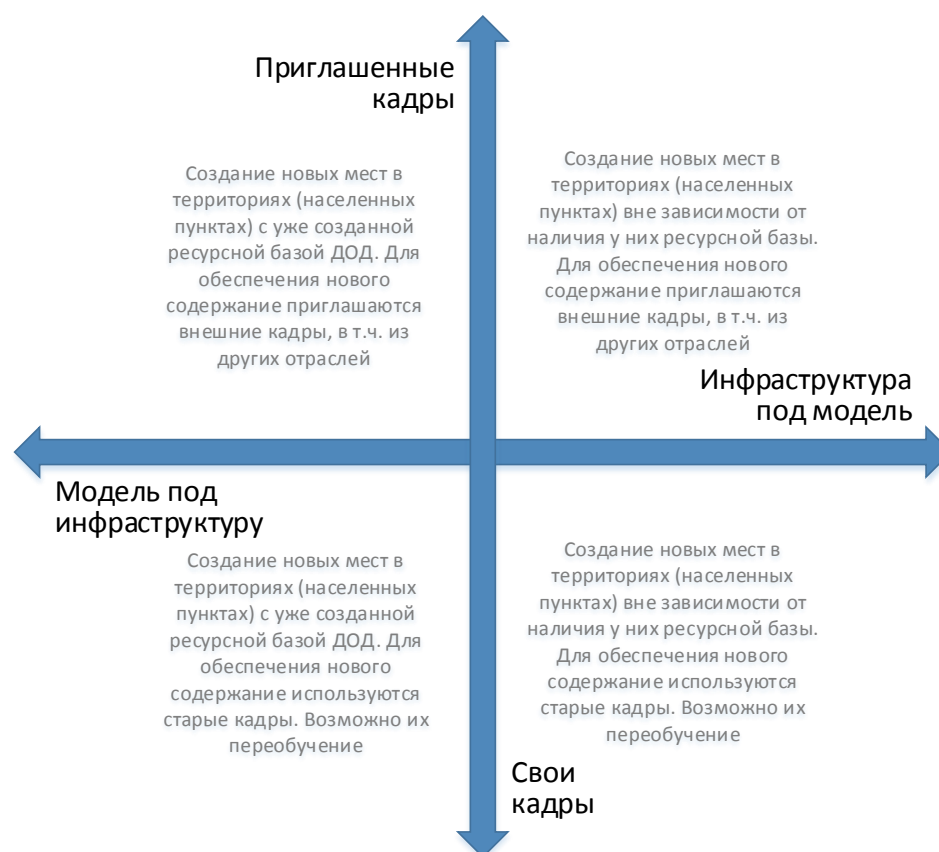 Приглашенные
кадры
Создание новых мест в
территориях (населенных
пунктах) с уже созданной
ресурсной базой ДОД. Для
обеспечения нового
содержание приглашаются
внешние кадры, в т.ч. из
других отраслей
Создание новых мест в
территориях (населенных
пунктах) вне зависимости от
наличия у них ресурсной базы.
Для обеспечения нового
содержание приглашаются
внешние кадры, в т.ч. из
других отраслей
Инфраструктура
под модель
Модель под
инфраструктуру
Создание новых мест в
территориях (населенных
пунктах) с уже созданной
ресурсной базой ДОД. Для
обеспечения нового
содержание используются
старые кадры. Возможно их
переобучение
Создание новых мест в
территориях (населенных
пунктах) вне зависимости от
наличия у них ресурсной базы.
Для обеспечения нового
содержание используются
старые кадры. Возможно их
переобучение
Свои
кадры